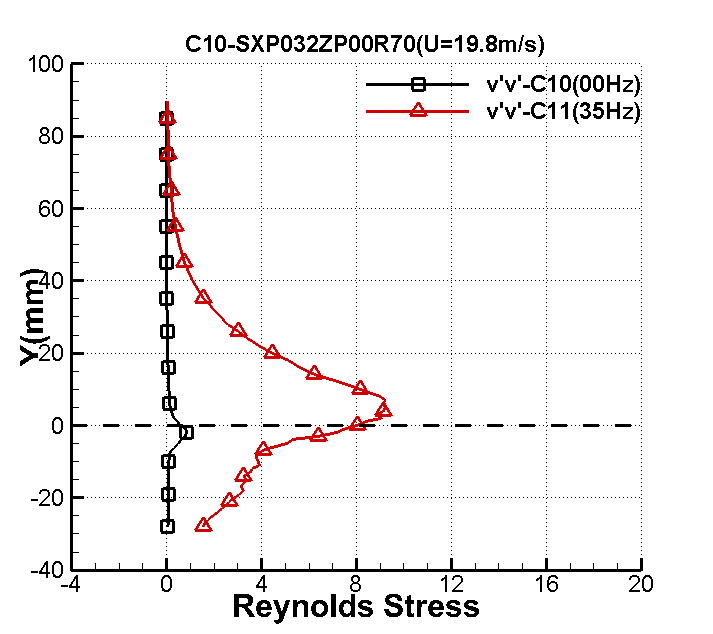 C10-SXP032ZP00R70(U=19.8m/s)
v'v'-C10(00Hz)
v'v'-C11(35Hz)
100
80
60
40
20
0
-20
-40
Y(mm)
-4 0 4 8 12 16 20
Reynolds Stress